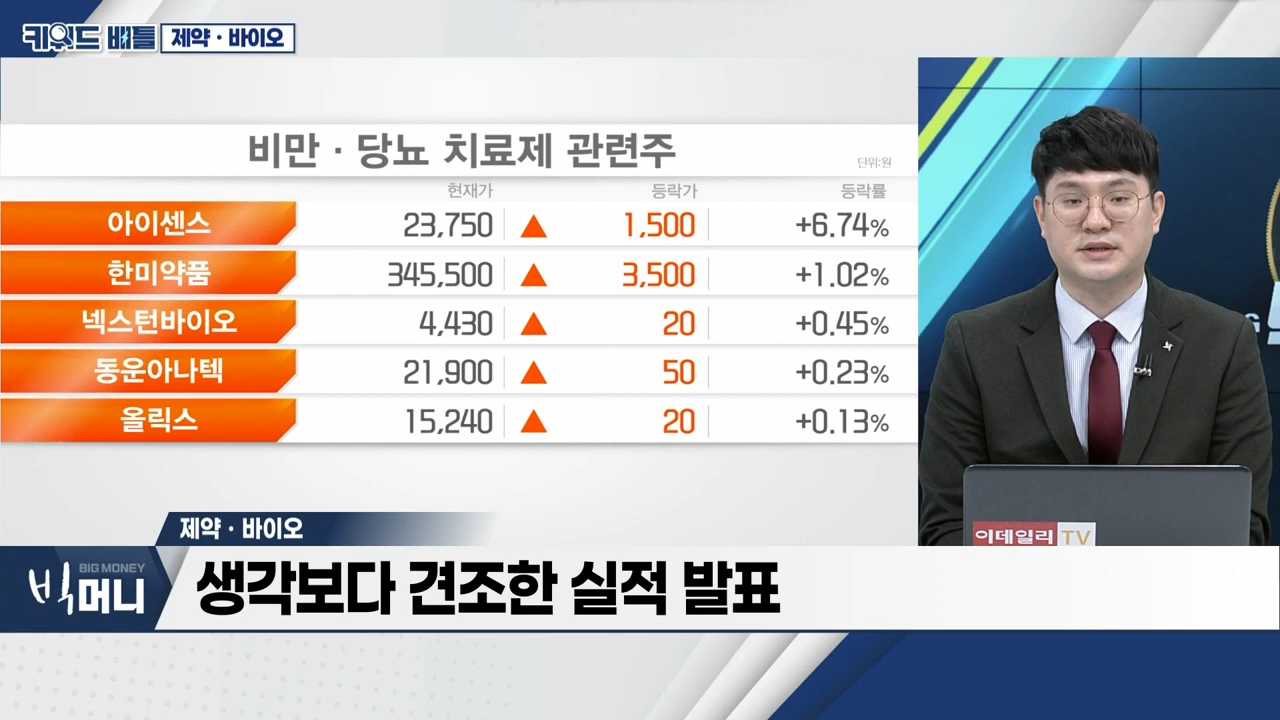 키워드 배틀 제약·바이오
비만·당뇨 치료제 관련주
단위:원
현재가 등락가 등락률
아이센스 23,750 ▲ 1,500 +6.74%
한미약품 345,500 ▲ 3,500 +1.02%
넥스턴바이오 4,430 ▲ 20 +0.45%
동운아나텍 21,900 ▲ 50 +0.23%
올릭스 15,240 ▲ 20 +0.13%
G
이데일리 TV
제약·바이오
BIG MONEY
빅머니
생각보다 견조한 실적 발표